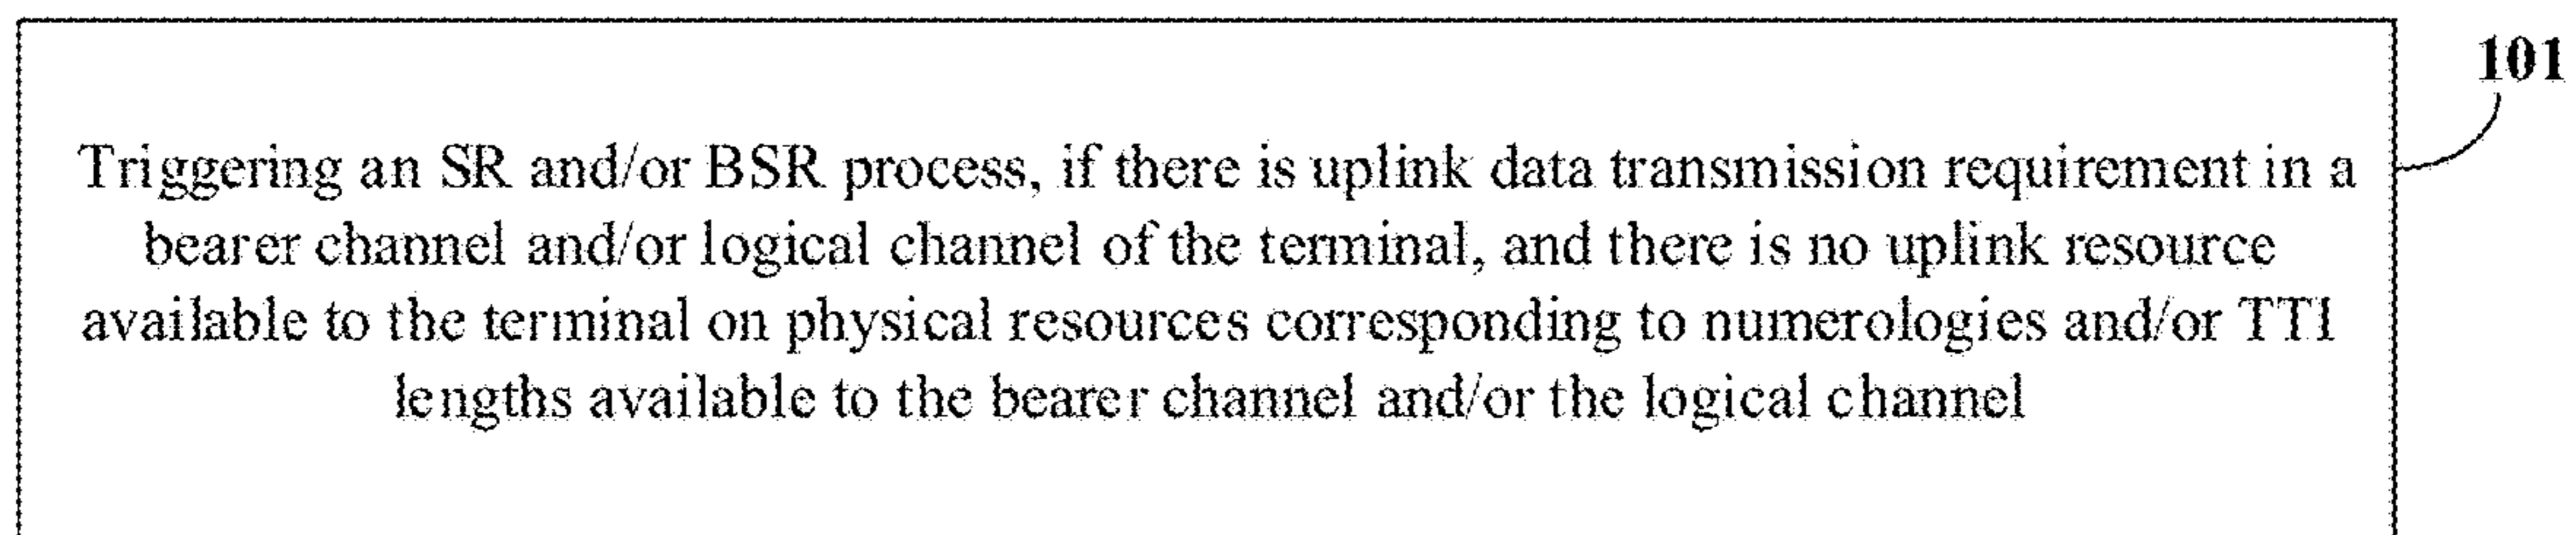 101
Triggering an SR and/or BSR process, if there is uplink data transmission requirement in a
bearer channel and/or logical channel of the terminal, and there is no uplink resource
available to the terminal on physical resources corresponding to numerologies and/or TTI
lengths available to the bearer channel and/or the logical channel